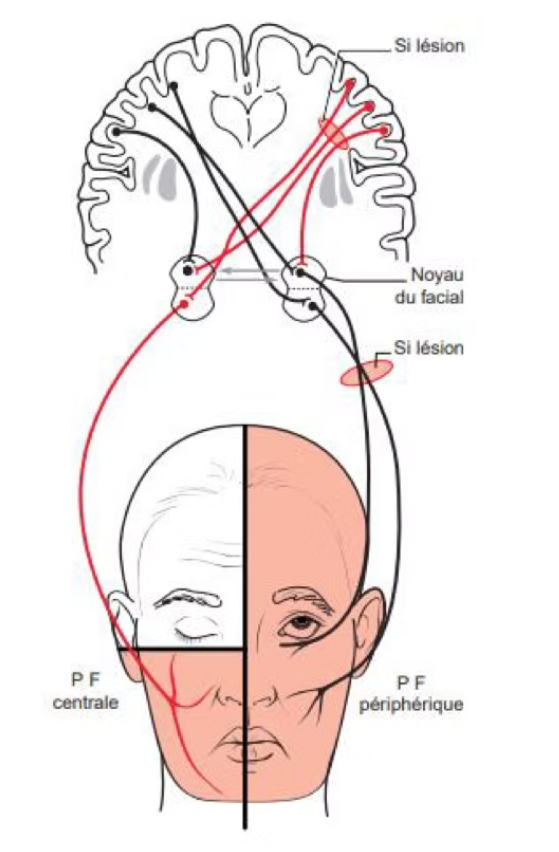 Si lésion
Noyau
du facial
Si lésion
P F
centrale
P F
périphérique